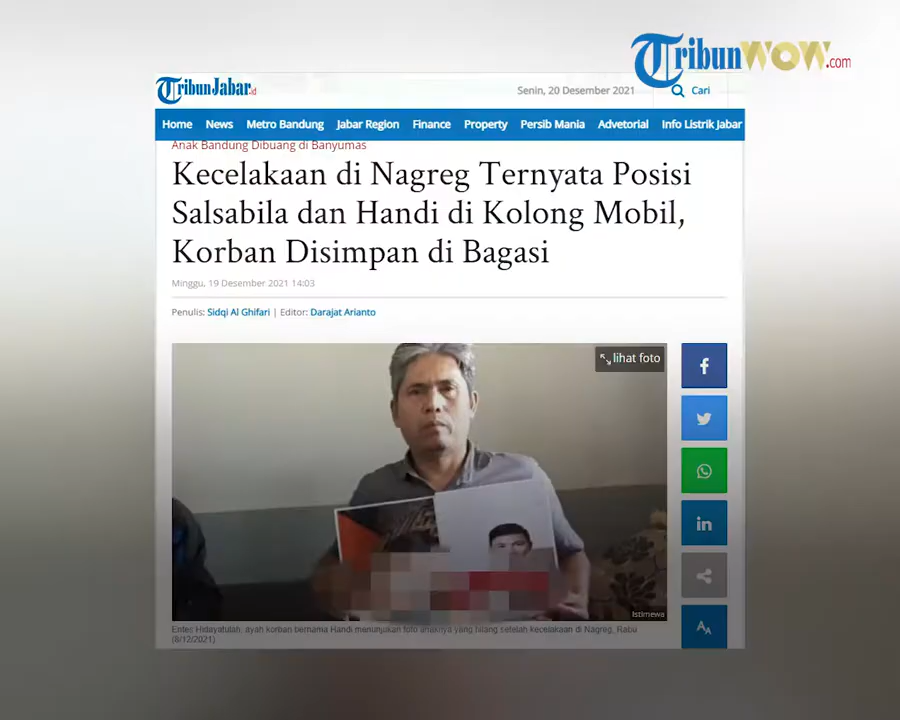 TribunWOW.com
TribunJabar.id
Senin, 20 Desember 2021
Cari
Home News Metro Bandung Jabar Region Finance Property Persib Mania Advetorial Info Listrik Jabar
Anak Bandung Dibuang di Banyumas
Kecelakaan di Nagreg Ternyata Posisi
Salsabila dan Handi di Kolong Mobil,
Korban Disimpan di Bagasi
Minggu, 19 Desember 2021 14:03
Penulis: Sidqi Al Ghifari | Editor: Darajat Arianto
lihat foto
f
in
Istimewa
AA
Entes Hidayatulah, ayah korban bernama Handi menunjukan foto anaknya yang hilang setelah kecelakaan di Nagreg, Rabu
(8/12/2021)